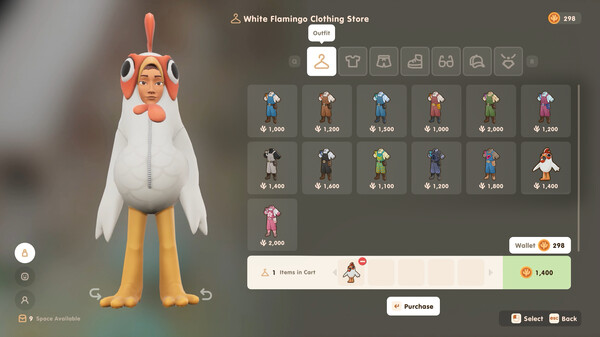 White Flamingo Clothing Store
298
Outfit
Q
E
1,000
1,200
1,500
1,000
2,000
1,200
1,400
1,600
1,100
1,200
1,800
1,400
2,000
Wallet 298
1 Items in Cart
1,400
Purchase
9 Space Available
Select
esc Back